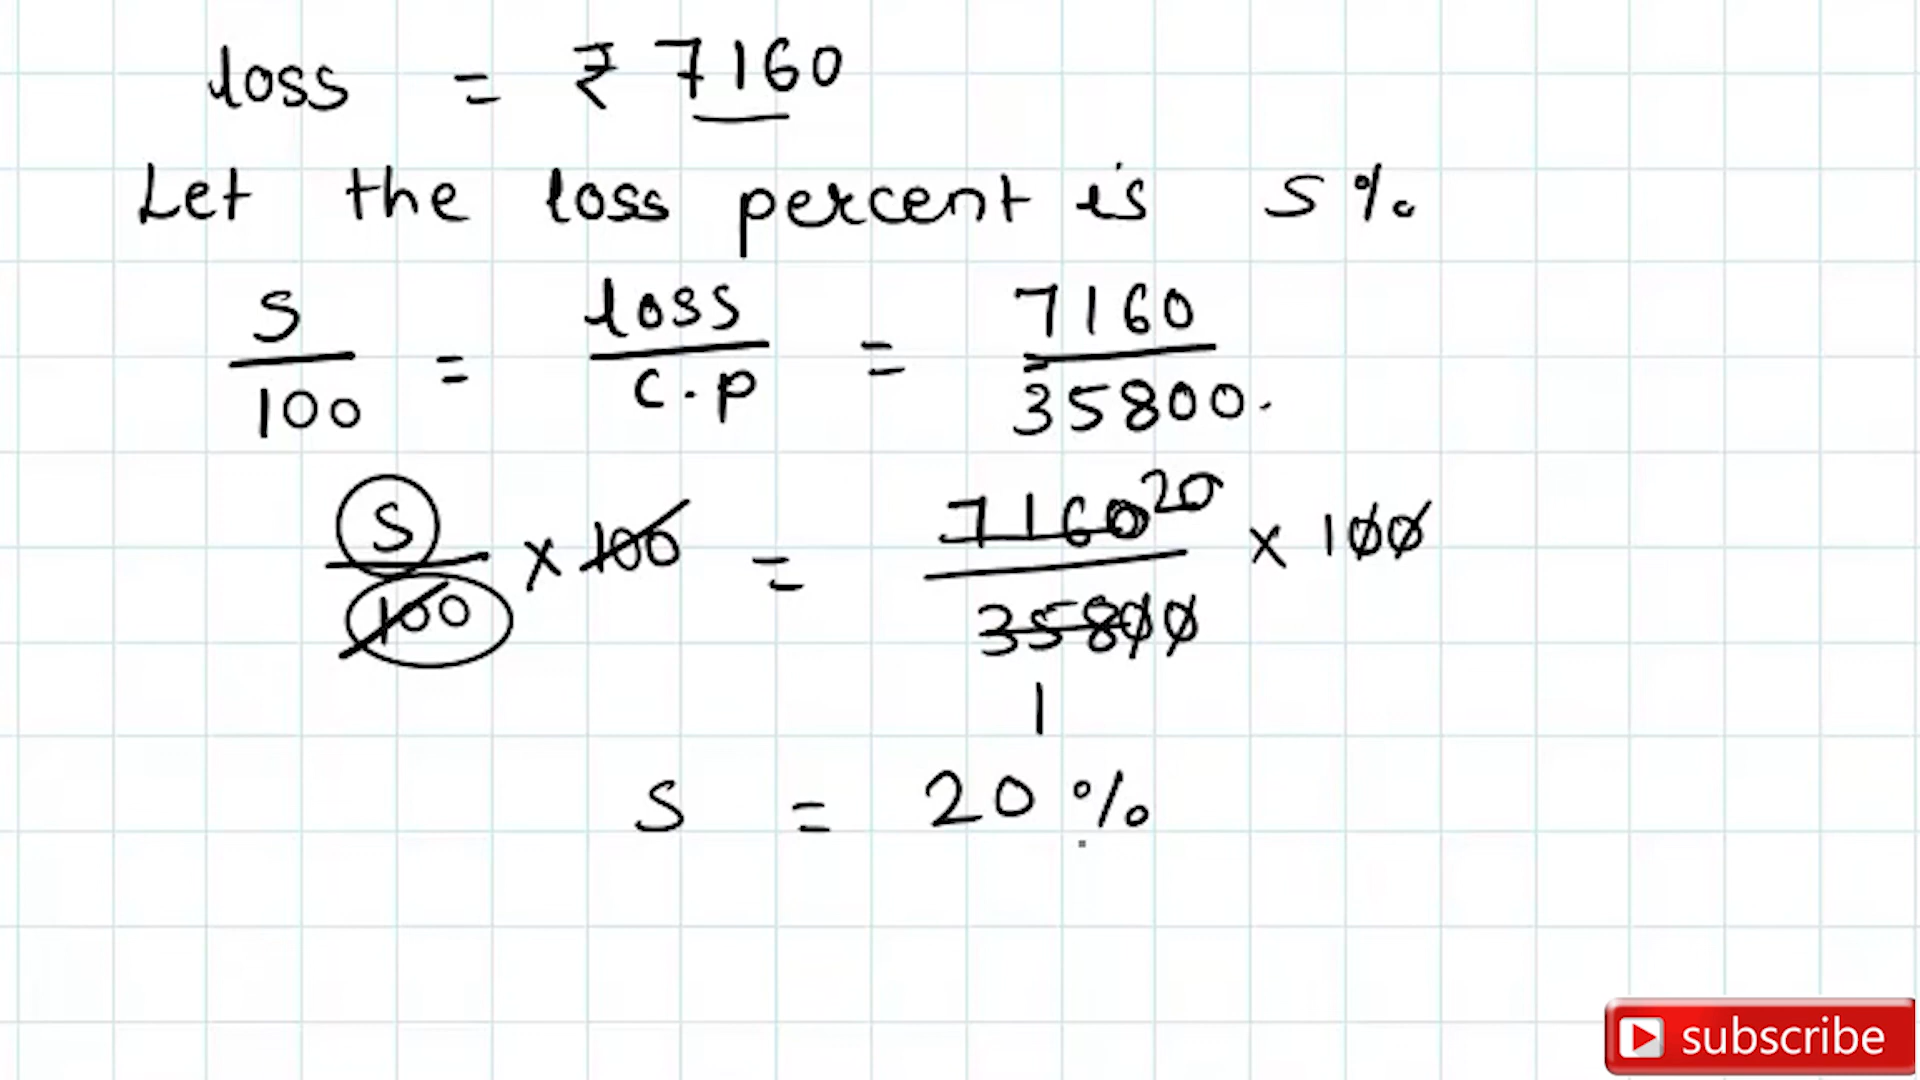 loss = ₹ 7160
Let the loss percent is S%
S/100 = loss/C.P = 7160/35800.
S/100 × 100 = 7160 20/35800 × 100
1
S = 20 %
subscribe